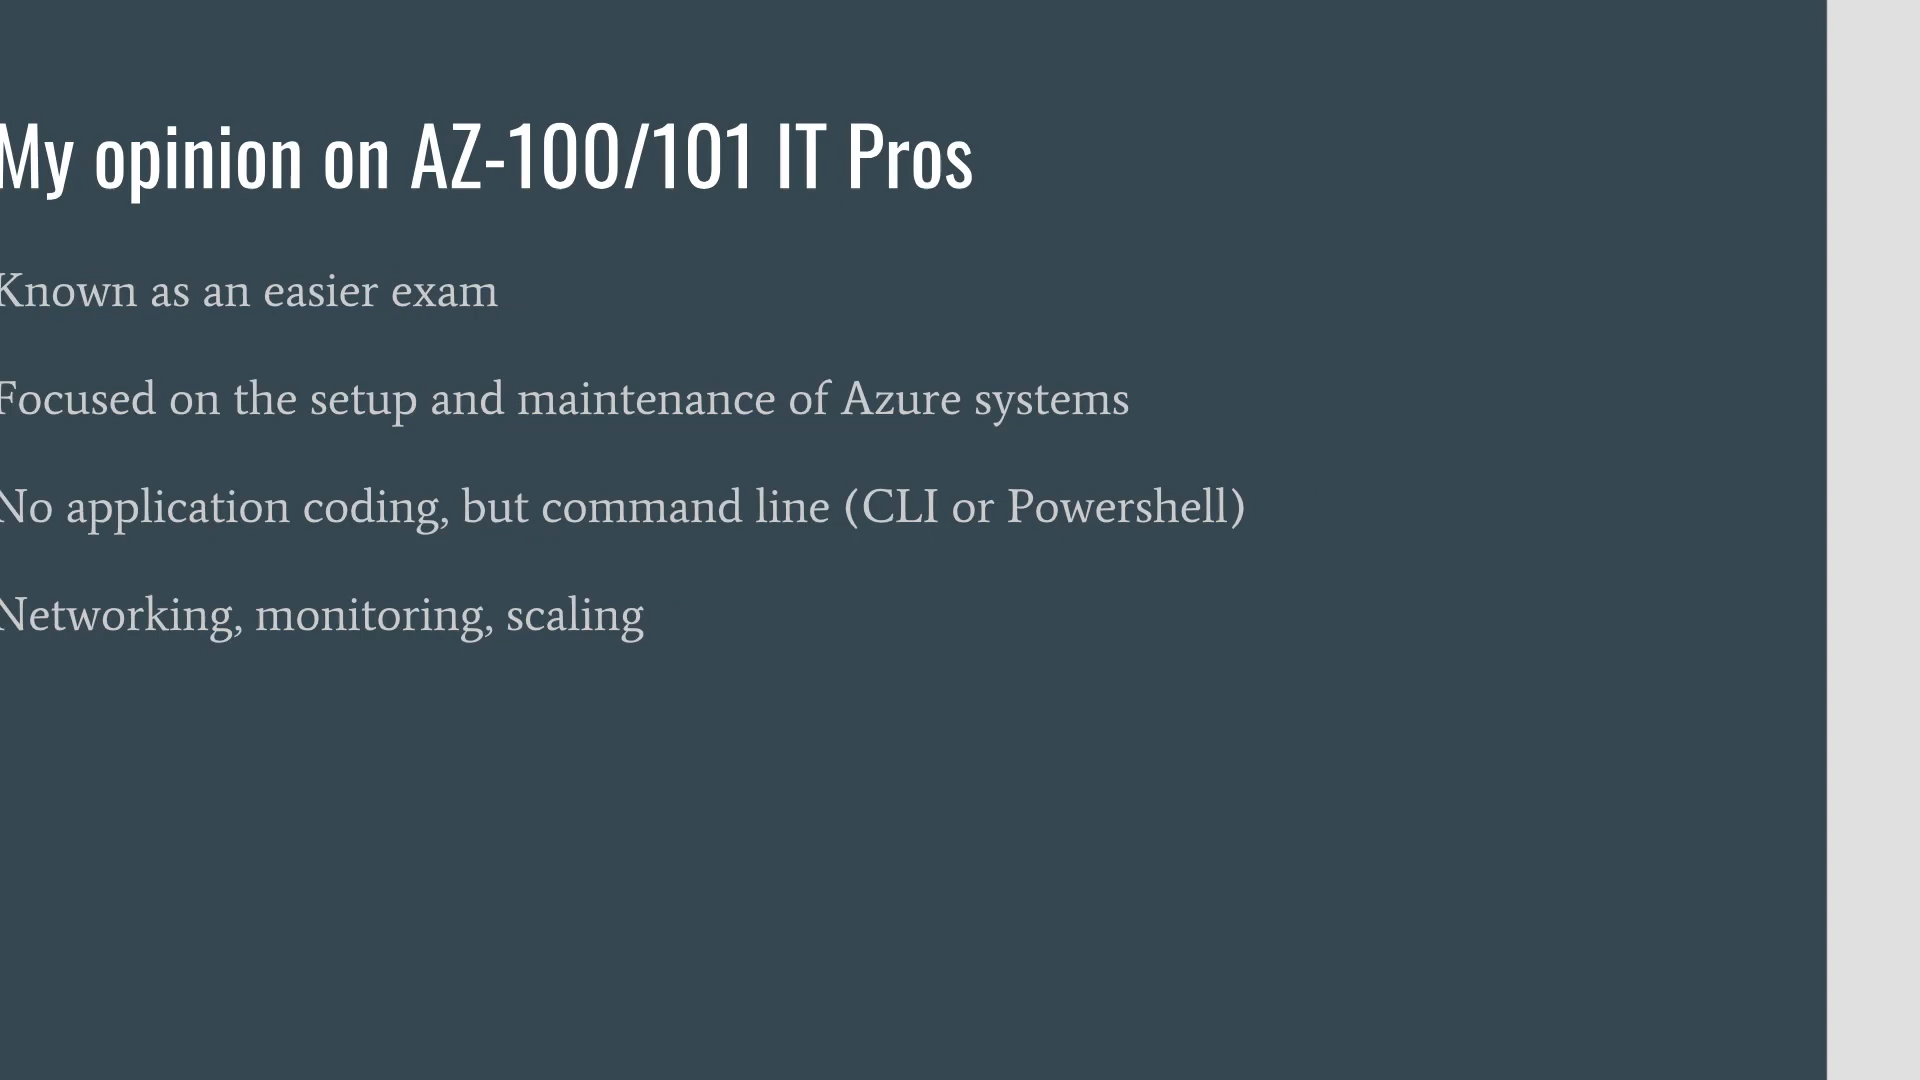 My opinion on AZ-100/101 IT Pros
Known as an easier exam
Focused on the setup and maintenance of Azure systems
No application coding, but command line (CLI or Powershell)
Networking, monitoring, scaling